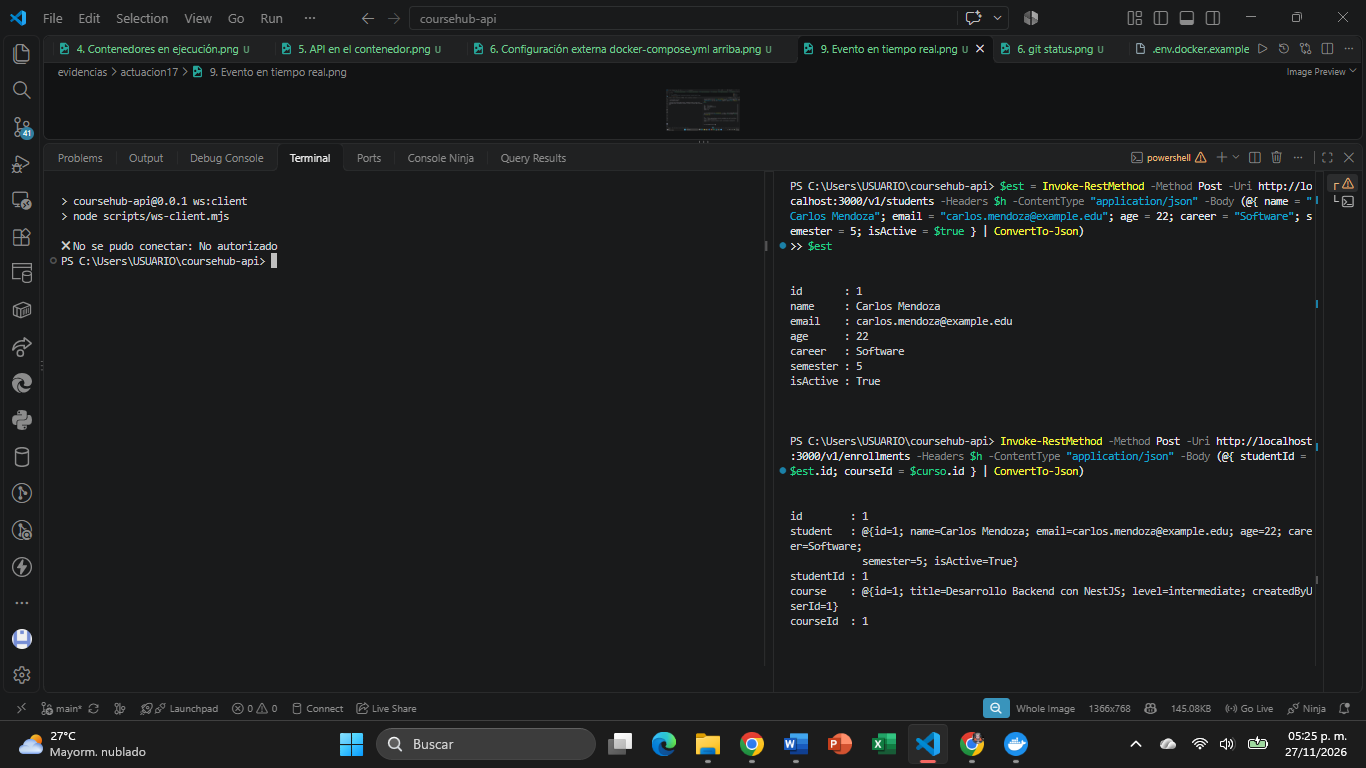 File Edit Selection View Go Run ··· coursehub-api
4. Contenedores en ejecución.png U
5. API en el contenedor.png U
6. Configuración externa docker-compose.yml arriba.png U
9. Evento en tiempo real.png U
6. git status.png U
.env.docker.example
evidencias > actuacion17 > 9. Evento en tiempo real.png
Image Preview
41
Problems Output Debug Console Terminal Ports Console Ninja Query Results
powershell
> coursehub-api@0.0.1 ws:client
> node scripts/ws-client.mjs
❌No se pudo conectar: No autorizado
PS C:\Users\USUARIO\coursehub-api>
PS C:\Users\USUARIO\coursehub-api> $est = Invoke-RestMethod -Method Post -Uri http://lo
calhost:3000/v1/students -Headers $h -ContentType "application/json" -Body (@{ name = "
Carlos Mendoza"; email = "carlos.mendoza@example.edu"; age = 22; career = "Software"; s
emester = 5; isActive = $true } | ConvertTo-Json)
>> $est
id       : 1
name     : Carlos Mendoza
email    : carlos.mendoza@example.edu
age      : 22
career   : Software
semester : 5
isActive : True
PS C:\Users\USUARIO\coursehub-api> Invoke-RestMethod -Method Post -Uri http://localhost
:3000/v1/enrollments -Headers $h -ContentType "application/json" -Body (@{ studentId =
$est.id; courseId = $curso.id } | ConvertTo-Json)
id        : 1
student   : @{id=1; name=Carlos Mendoza; email=carlos.mendoza@example.edu; age=22; care
er=Software;
semester=5; isActive=True}
studentId : 1
course    : @{id=1; title=Desarrollo Backend con NestJS; level=intermediate; createdByU
serId=1}
courseId  : 1
main* Launchpad 0 0 Connect Live Share Whole Image 1366x768 145.08KB Go Live Ninja
27°C
Mayorm. nublado
Buscar
05:25 p. m.
27/11/2026